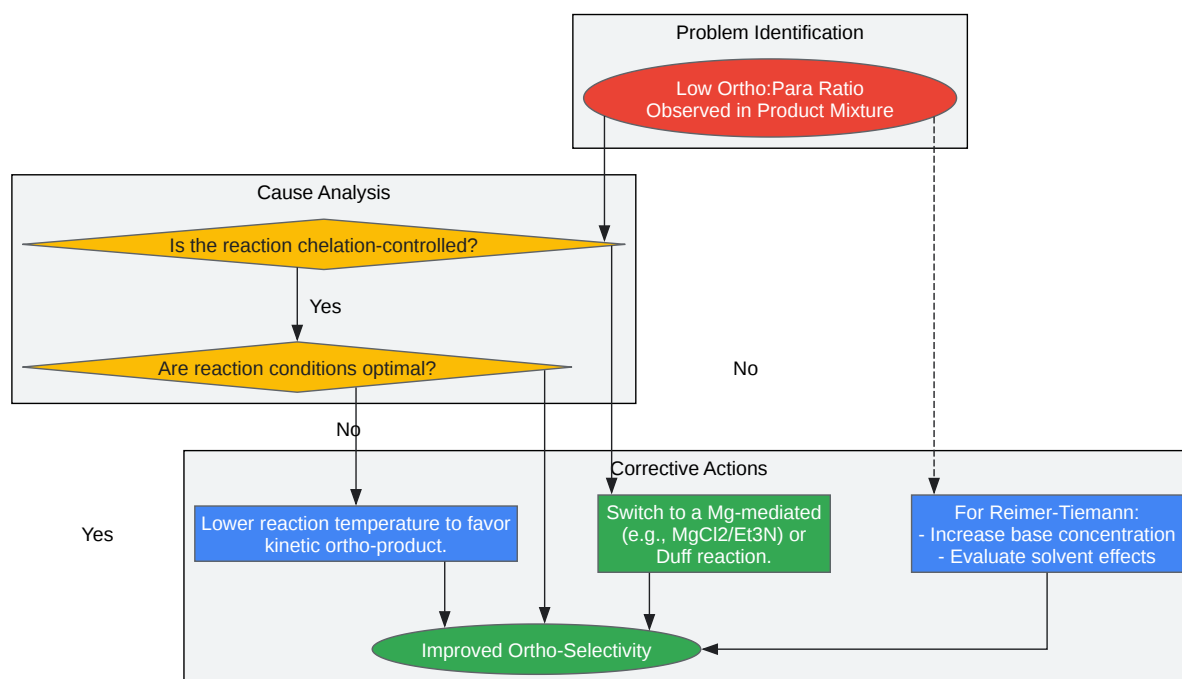 Problem Identification
Low Ortho:Para Ratio
Observed in Product Mixture
Cause Analysis
Is the reaction chelation-controlled?
Yes
Are reaction conditions optimal?
No
No
Corrective Actions
Yes
Lower reaction temperature to favor
kinetic ortho-product.
Switch to a Mg-mediated
(e.g., MgCl2/Et3N) or
Duff reaction.
For Reimer-Tiemann:
- Increase base concentration
- Evaluate solvent effects
Improved Ortho-Selectivity